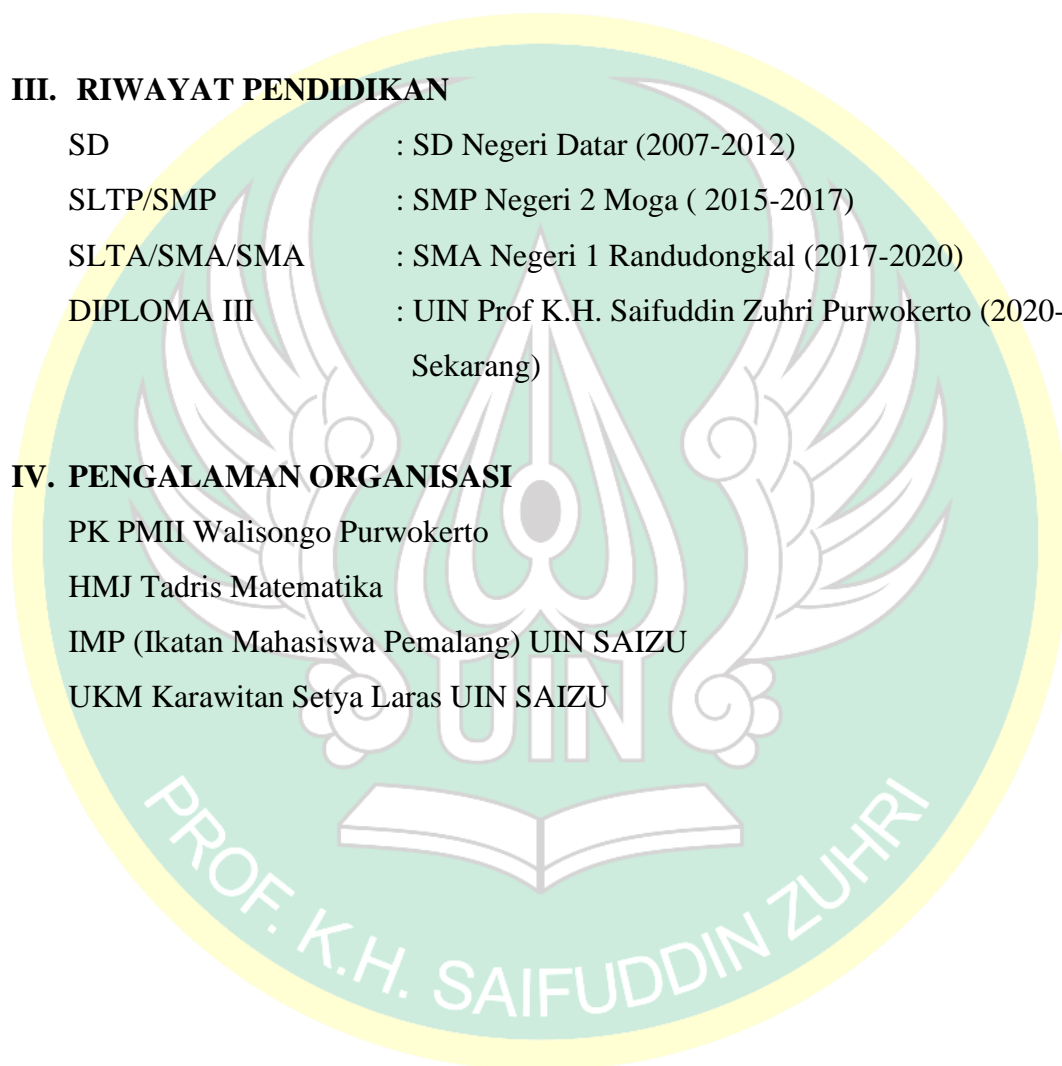 III. RIWAYAT PENDIDIKAN
SD : SD Negeri Datar (2007-2012)
SLTP/SMP : SMP Negeri 2 Moga ( 2015-2017)
SLTA/SMA/SMA : SMA Negeri 1 Randudongkal (2017-2020)
DIPLOMA III : UIN Prof K.H. Saifuddin Zuhri Purwokerto (2020-
Sekarang)
IV. PENGALAMAN ORGANISASI
PK PMII Walisongo Purwokerto
HMJ Tadris Matematika
IMP (Ikatan Mahasiswa Pemalang) UIN SAIZU
UKM Karawitan Setya Laras UIN SAIZU
UIN
PROF. K.H. SAIFUDDIN ZUHRI